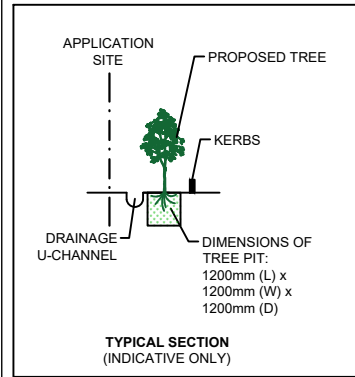 APPLICATION
SITE
PROPOSED TREE
KERBS
DRAINAGE
U-CHANNEL
DIMENSIONS OF
TREE PIT:
1200mm (L) x
1200mm (W) x
1200mm (D)
TYPICAL SECTION
(INDICATIVE ONLY)